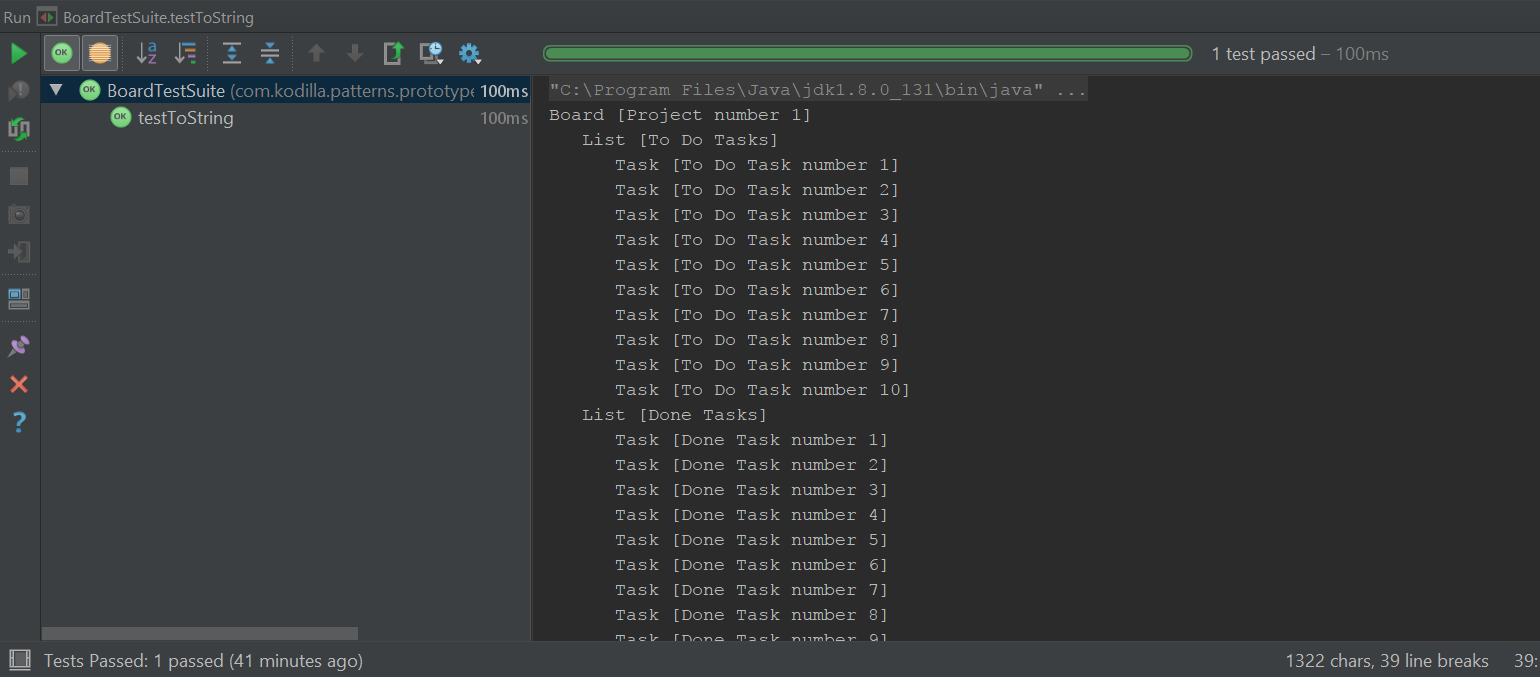 Run BoardTestSuite.testToString
1 test passed – 100ms
OK BoardTestSuite (com.kodilla.patterns.prototype 100ms
OK testToString 100ms
"C:\Program Files\Java\jdk1.8.0_131\bin\java" ...
Board [Project number 1]
List [To Do Tasks]
Task [To Do Task number 1]
Task [To Do Task number 2]
Task [To Do Task number 3]
Task [To Do Task number 4]
Task [To Do Task number 5]
Task [To Do Task number 6]
Task [To Do Task number 7]
Task [To Do Task number 8]
Task [To Do Task number 9]
Task [To Do Task number 10]
List [Done Tasks]
Task [Done Task number 1]
Task [Done Task number 2]
Task [Done Task number 3]
Task [Done Task number 4]
Task [Done Task number 5]
Task [Done Task number 6]
Task [Done Task number 7]
Task [Done Task number 8]
Task [Done Task number 9]
Tests Passed: 1 passed (41 minutes ago)
1322 chars, 39 line breaks 39: